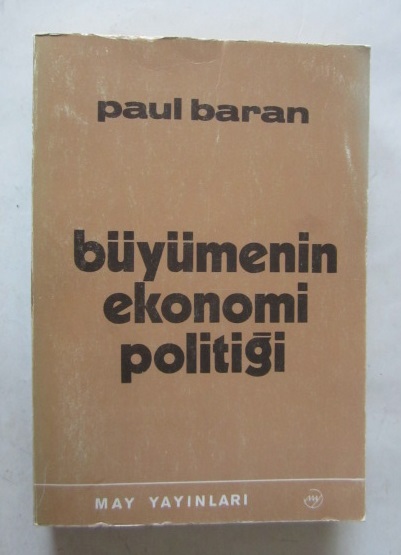 paul baran
büyümenin
ekonomi
politiği
MAY YAYINLARI